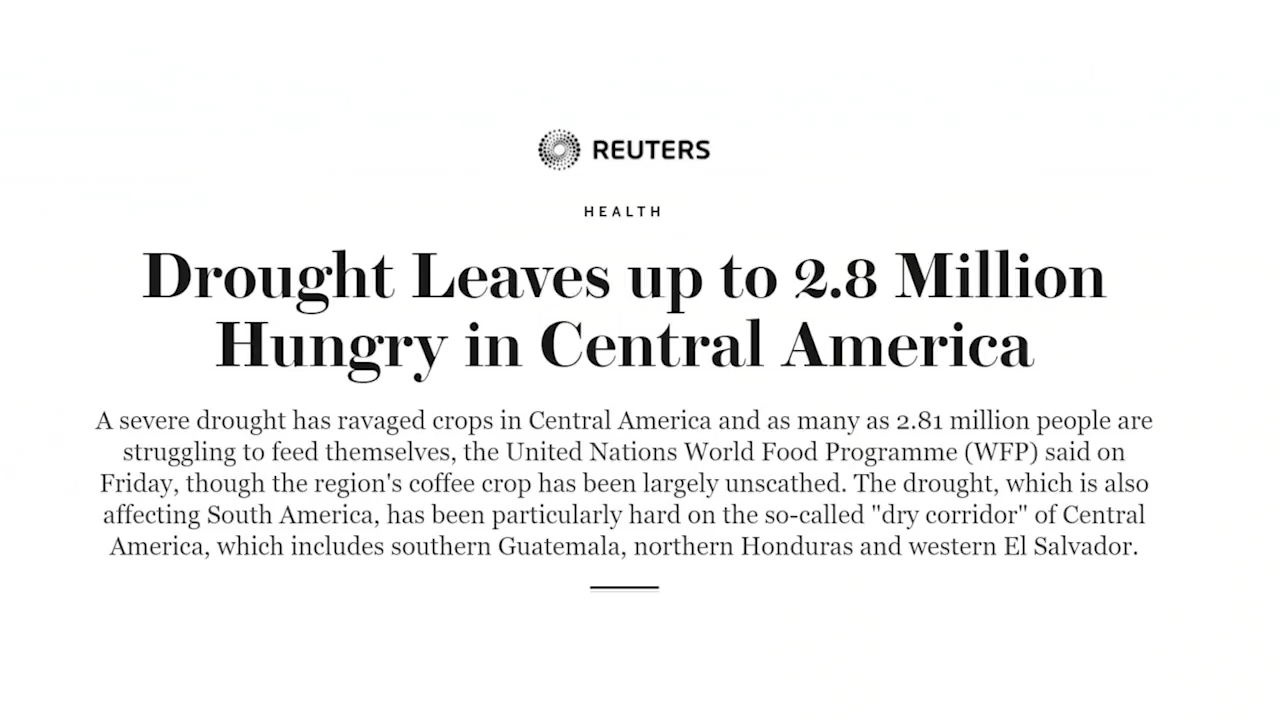 REUTERS
HEALTH
Drought Leaves up to 2.8 Million
Hungry in Central America
A severe drought has ravaged crops in Central America and as many as 2.81 million people are
struggling to feed themselves, the United Nations World Food Programme (WFP) said on
Friday, though the region's coffee crop has been largely unscathed. The drought, which is also
affecting South America, has been particularly hard on the so-called "dry corridor" of Central
America, which includes southern Guatemala, northern Honduras and western El Salvador.